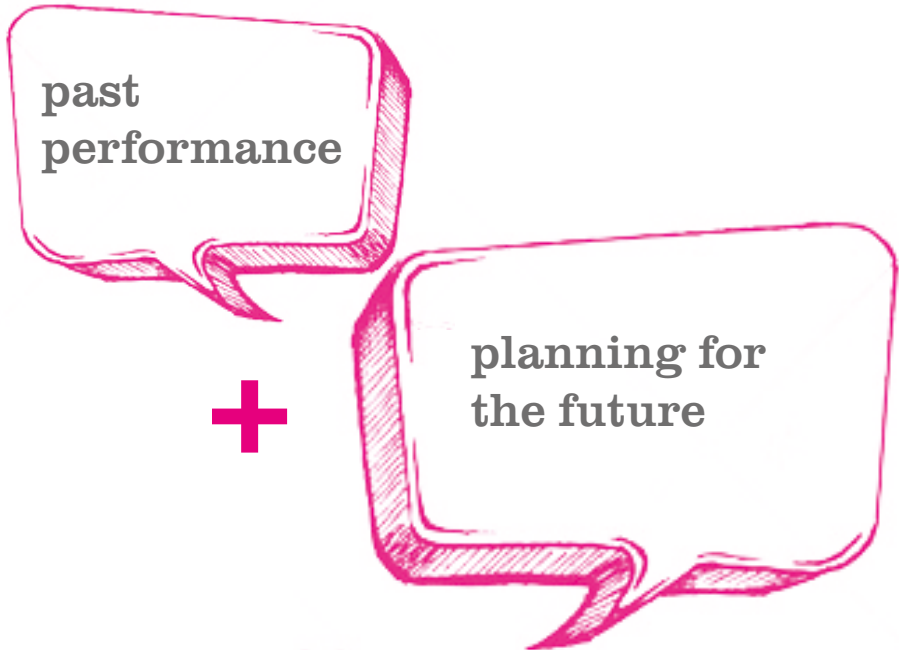 past
performance
+
planning for
the future